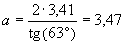 a = 2·3,41 / tg(63°) = 3,47